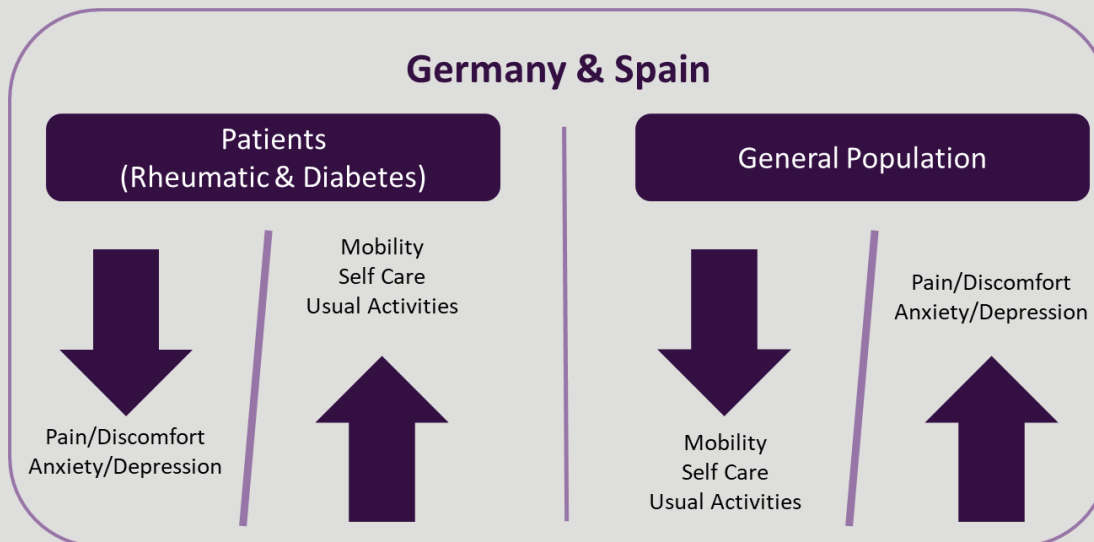 Germany & Spain
Patients
(Rheumatic & Diabetes)
Pain/Discomfort
Anxiety/Depression
Mobility
Self Care
Usual Activities
General Population
Mobility
Self Care
Usual Activities
Pain/Discomfort
Anxiety/Depression